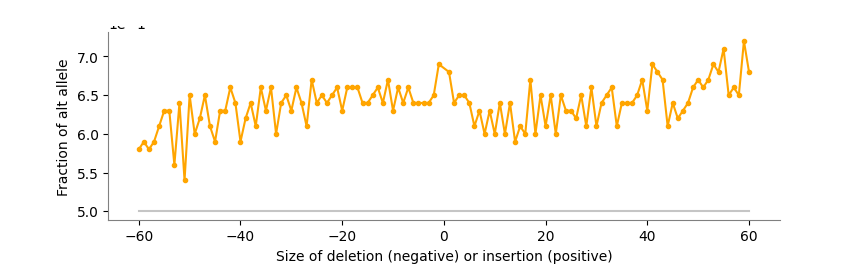 7.0
6.5
6.0
5.5
5.0
Fraction of alt allele
−60 −40 −20 0 20 40 60
Size of deletion (negative) or insertion (positive)